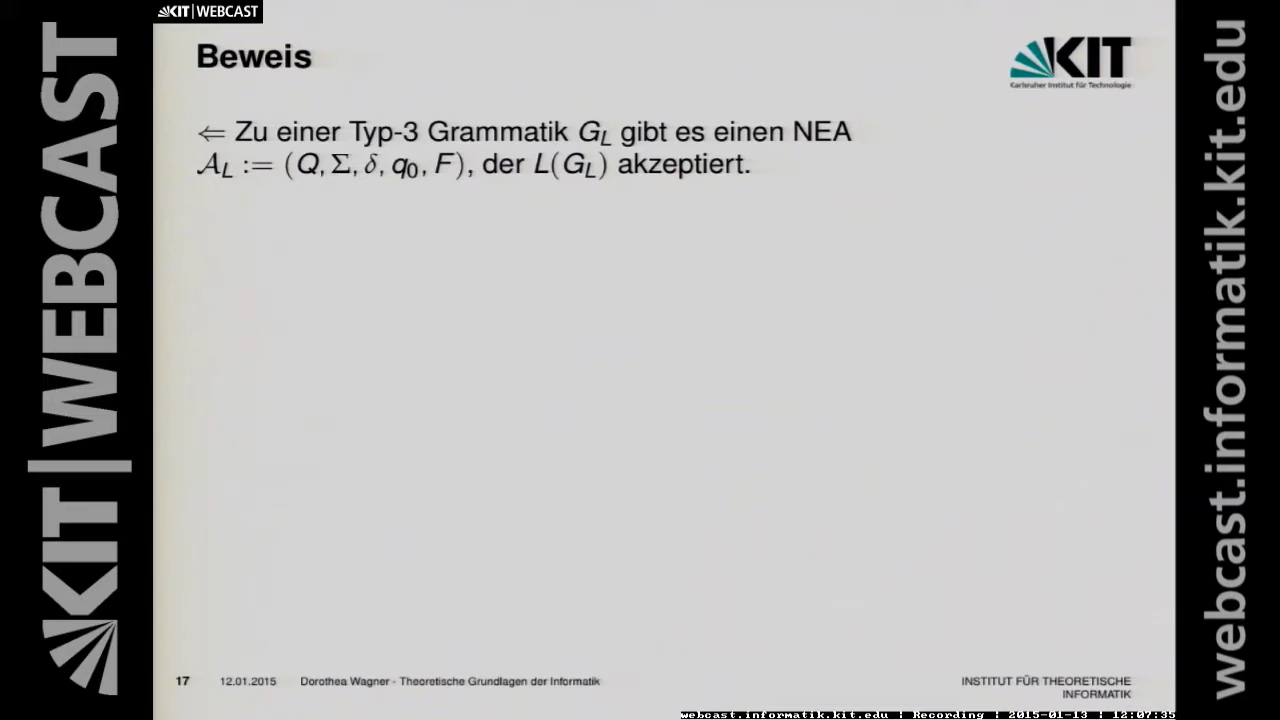 KIT | WEBCAST
KIT | WEBCAST
Beweis
KIT
Karlsruher Institut für Technologie
⇐ Zu einer Typ-3 Grammatik G_L gibt es einen NEA
𝒜_L := (Q, Σ, δ, q₀, F), der L(G_L) akzeptiert.
webcast.informatik.kit.edu
17 12.01.2015 Dorothea Wagner - Theoretische Grundlagen der Informatik
INSTITUT FÜR THEORETISCHE
INFORMATIK
webcast.informatik.kit.edu | Recording | 2015-01-13 | 12:07:35